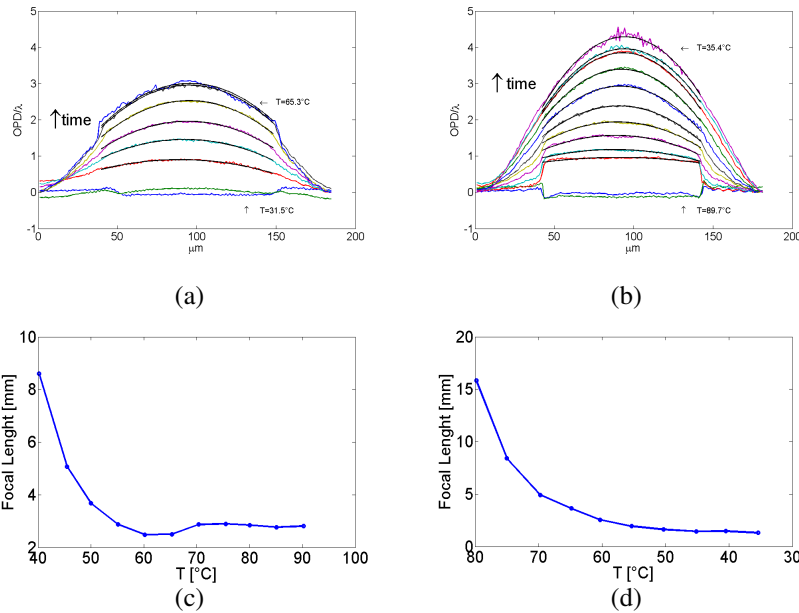 5
4
3
2
1
0
-1
OPD/λ
↑time
← T=65.3°C
↑ T=31.5°C
0 50 100 150 200
μm
(a)
5
4
3
2
1
0
-1
OPD/λ
↑time
← T=35.4°C
↑ T=89.7°C
0 50 100 150 200
μm
(b)
10
8
6
4
2
Focal Lenght [mm]
40 50 60 70 80 90 100
T [°C]
(c)
20
15
10
5
0
Focal Lenght [mm]
80 70 60 50 40 30
T [°C]
(d)